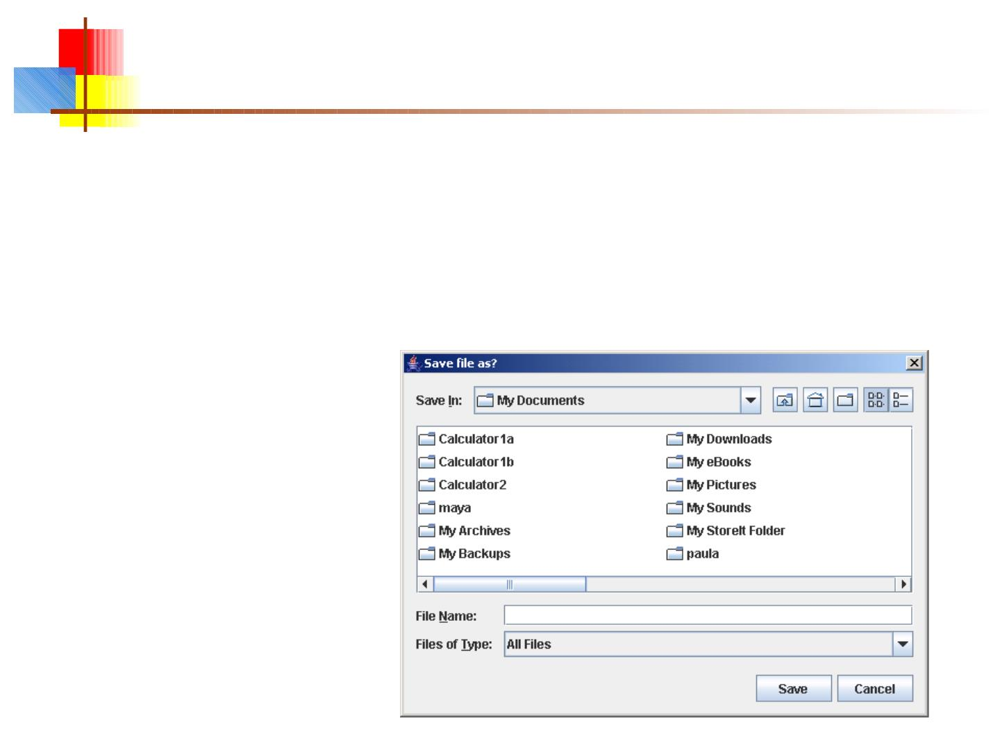 Save file as?
Save In: My Documents
Calculator1a My Downloads
Calculator1b My eBooks
Calculator2 My Pictures
maya My Sounds
My Archives My StoreIt Folder
My Backups paula
File Name:
Files of Type: All Files
Save Cancel